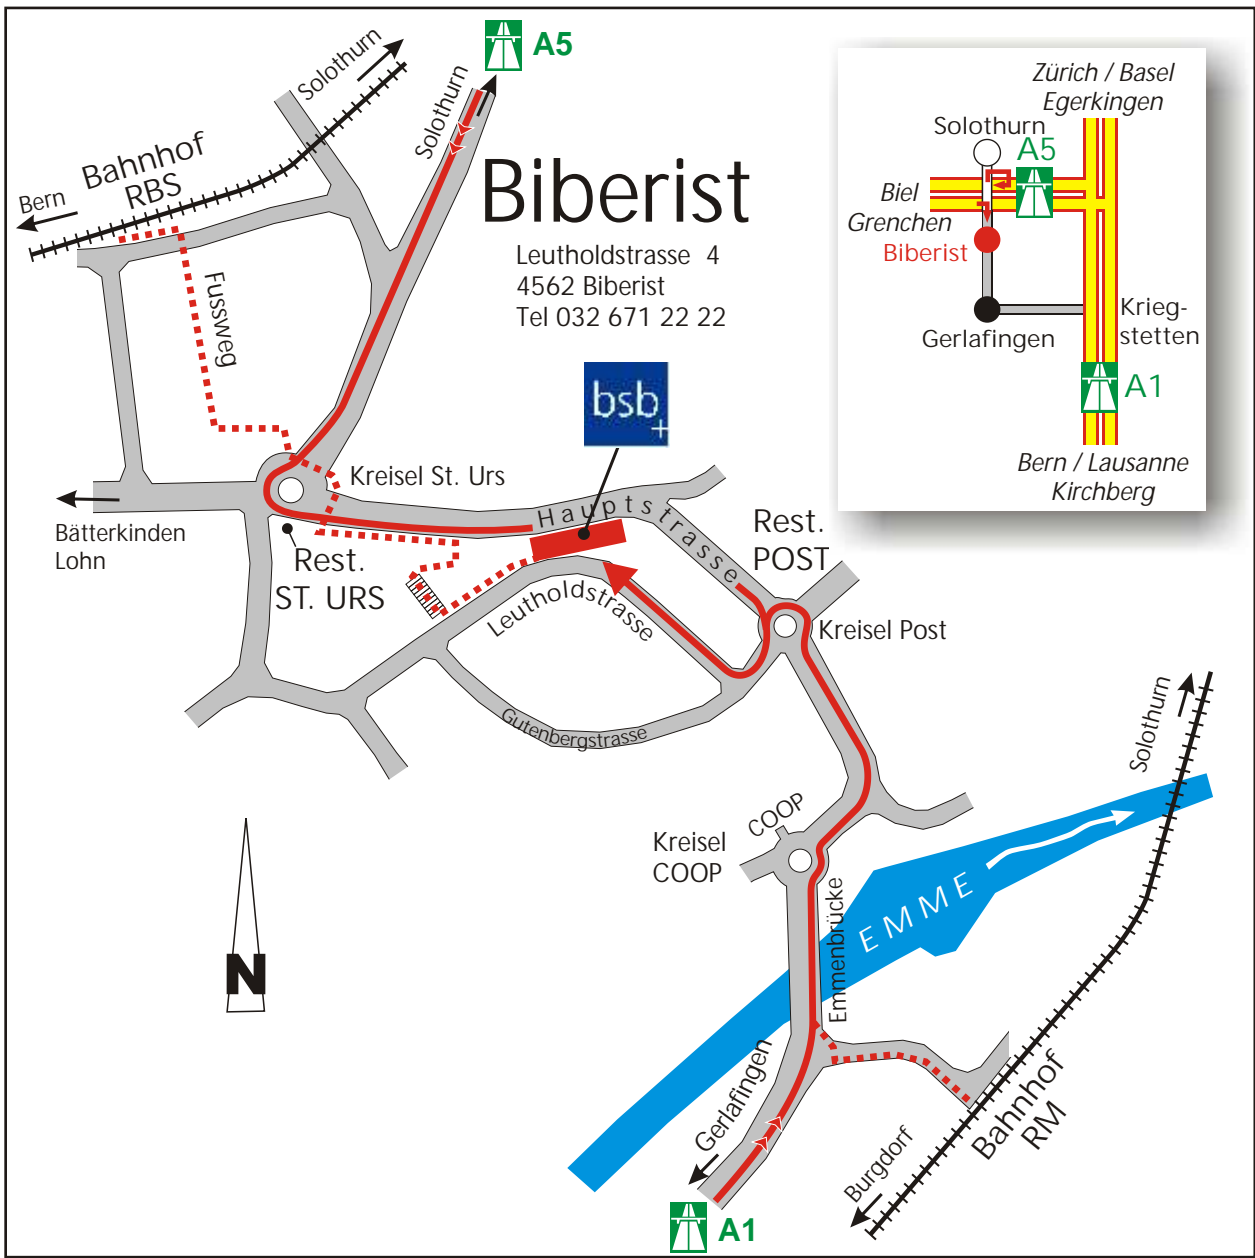 A5
Solothurn
Solothurn
Bahnhof
RBS
Bern
Fussweg
Biberist
Leutholdstrasse 4
4562 Biberist
Tel 032 671 22 22
bsb
+
Zürich / Basel
Egerkingen
Solothurn
A5
Biel
Grenchen
Biberist
Gerlafingen
Krieg-
stetten
A1
Bern / Lausanne
Kirchberg
Kreisel St. Urs
Hauptstrasse
Bätterkinden
Lohn
Rest.
ST. URS
Rest.
POST
Leutholdstrasse
Kreisel Post
Gutenbergstrasse
Solothurn
COOP
Kreisel
COOP
EMME
Emmenbrücke
N
Gerlafingen
Bahnhof
RM
Burgdorf
A1